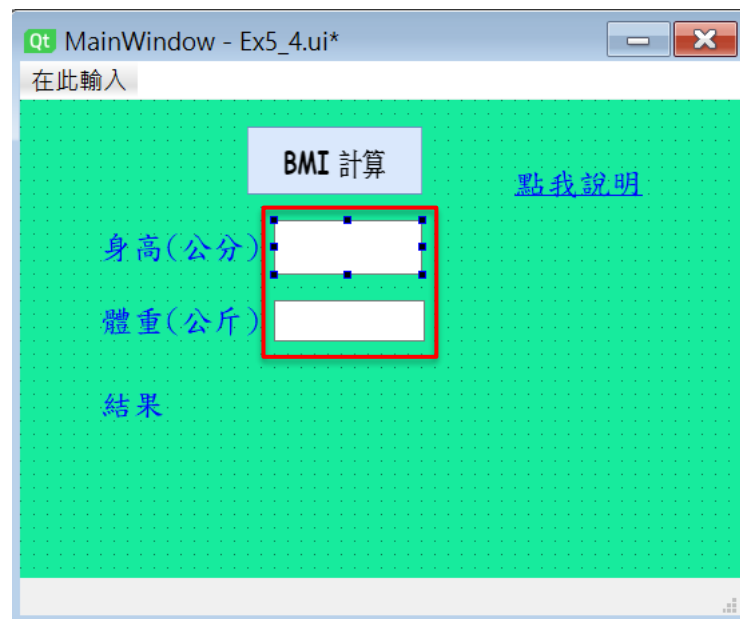 Qt MainWindow - Ex5_4.ui*
在此輸入
BMI 計算
點我說明
身高(公分)
體重(公斤)
結果